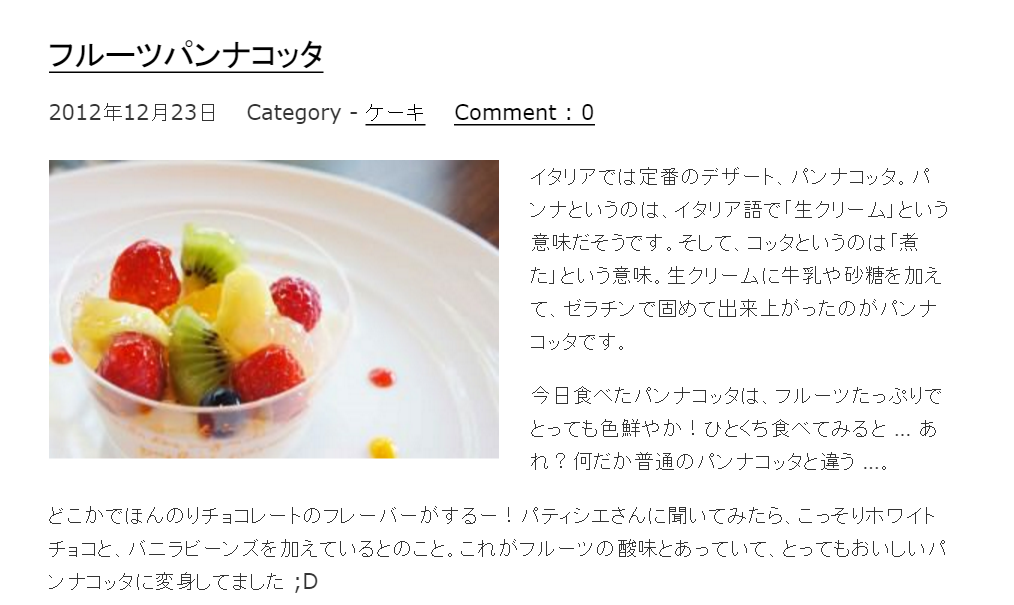 フルーツパンナコッタ
2012年12月23日 Category - ケーキ Comment : 0
イタリアでは定番のデザート、パンナコッタ。パ
ンナというのは、イタリア語で「生クリーム」という
意味だそうです。そして、コッタというのは「煮
た」という意味。生クリームに牛乳や砂糖を加え
て、ゼラチンで固めて出来上がったのがパンナ
コッタです。
今日食べたパンナコッタは、フルーツたっぷりで
とっても色鮮やか！ひとくち食べてみると … あ
れ？何だか普通のパンナコッタと違う …。
どこかでほんのりチョコレートのフレーバーがするー！パティシエさんに聞いてみたら、こっそりホワイト
チョコと、バニラビーンズを加えているとのこと。これがフルーツの酸味とあっていて、とってもおいしいパ
ンナコッタに変身してました ;D